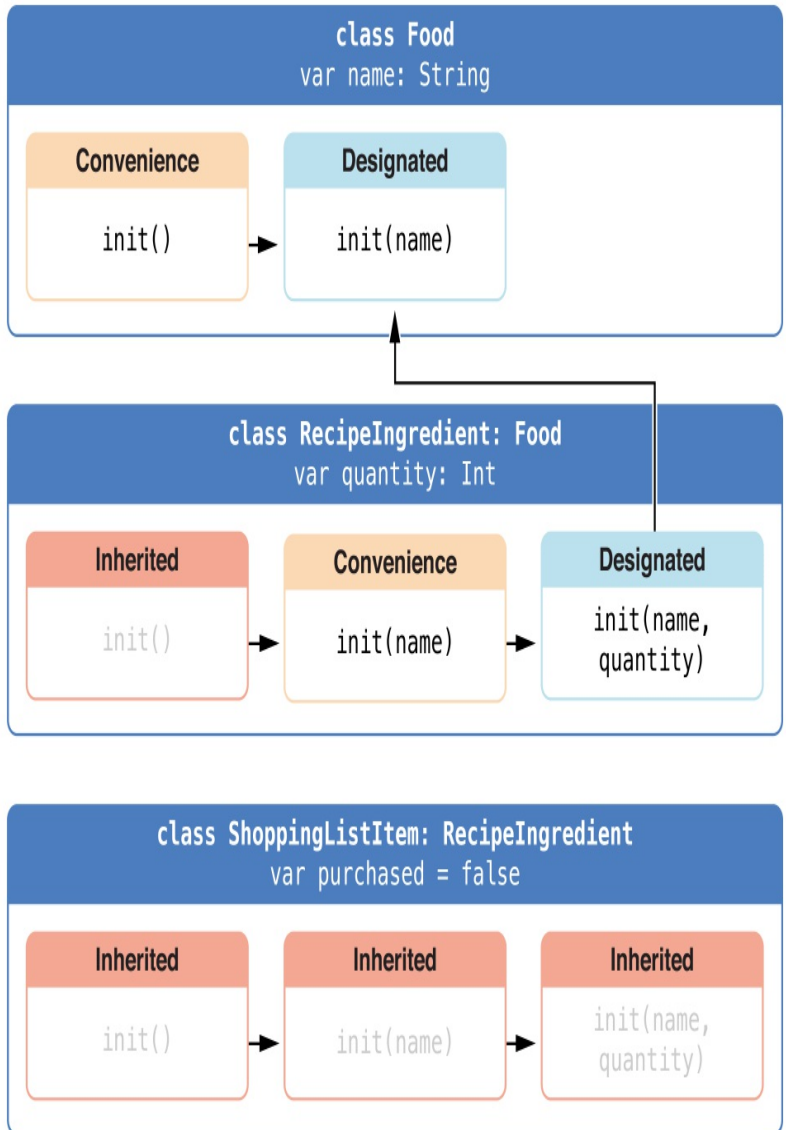 class Food
var name: String
Convenience
Designated
init()
init(name)
class RecipeIngredient: Food
var quantity: Int
Inherited
Convenience
Designated
init()
init(name)
init(name,
quantity)
class ShoppingListItem: RecipeIngredient
var purchased = false
Inherited
Inherited
Inherited
init()
init(name)
init(name,
quantity)